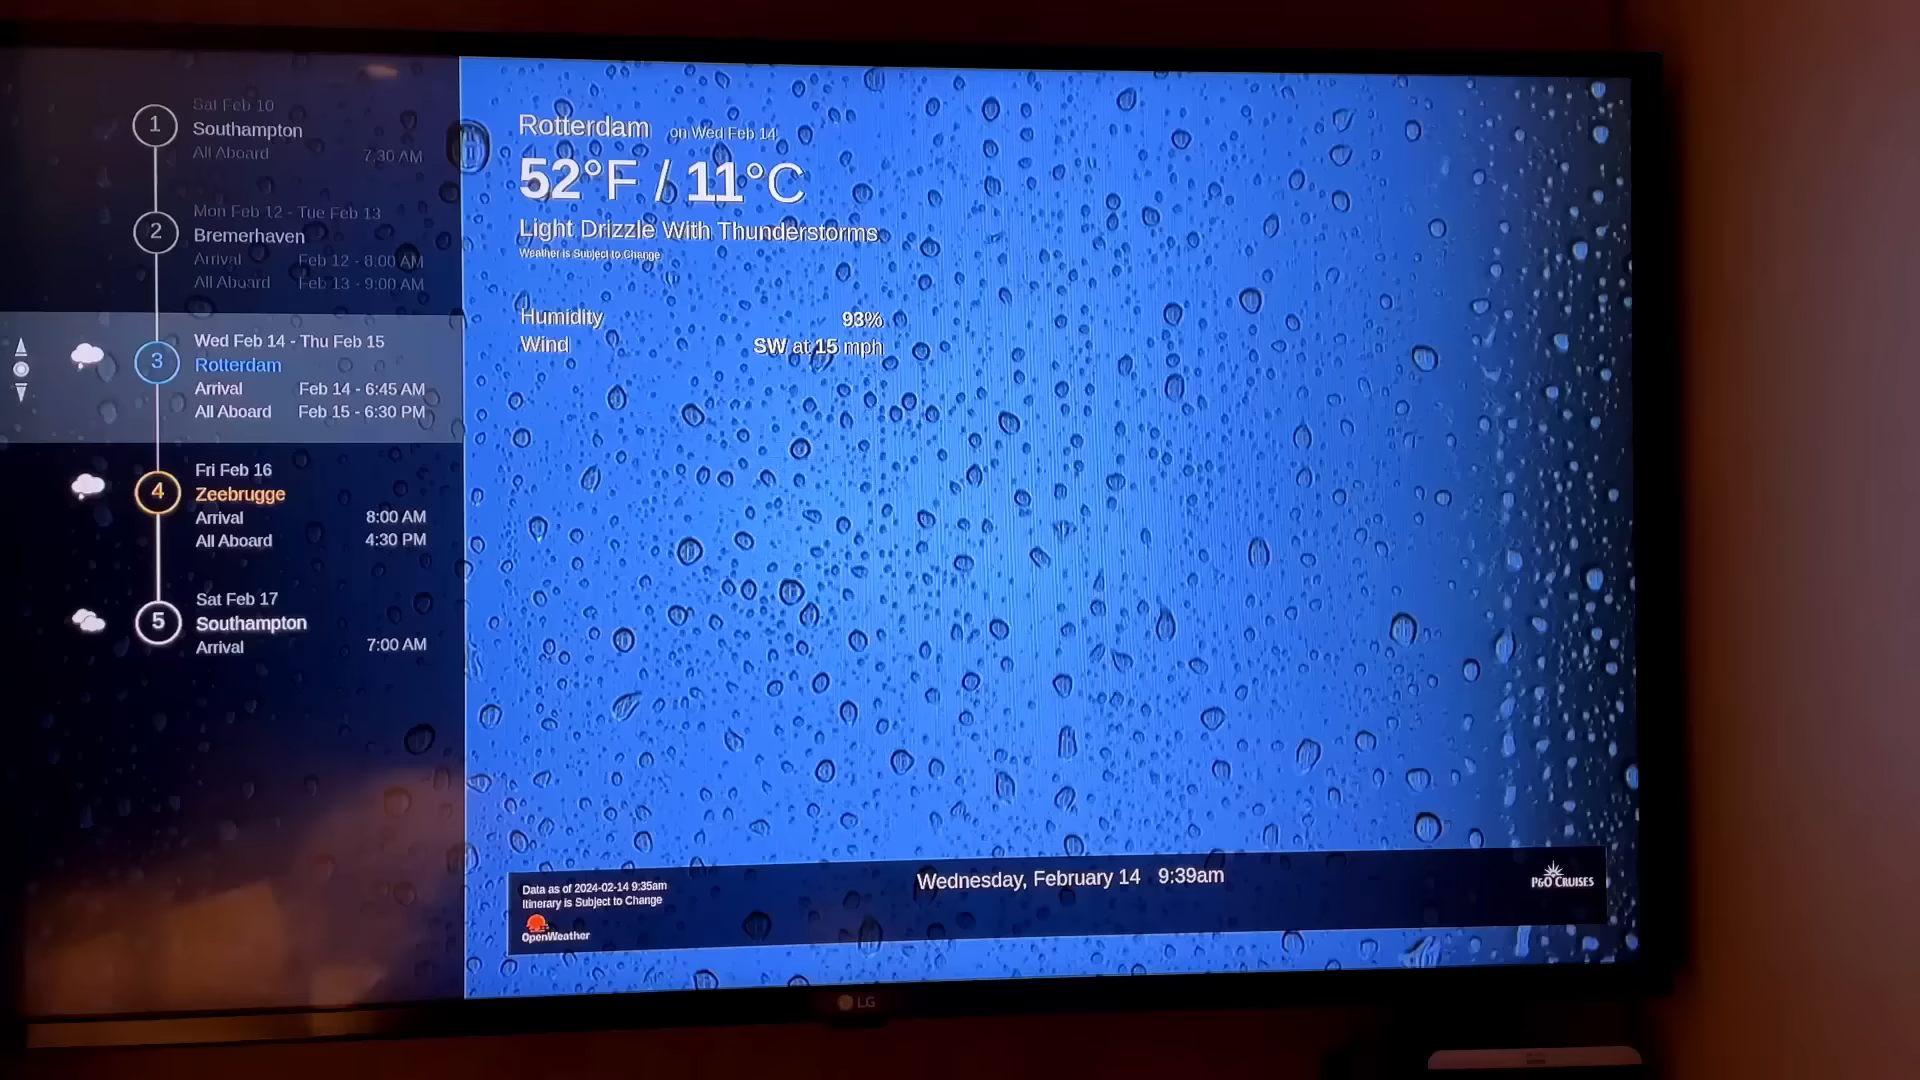 1
Sat Feb 10
Southampton
All Aboard 7:30 AM
2
Mon Feb 12 - Tue Feb 13
Bremerhaven
Arrival Feb 12 - 8:00 AM
All Aboard Feb 13 - 9:00 AM
3
Wed Feb 14 - Thu Feb 15
Rotterdam
Arrival Feb 14 - 6:45 AM
All Aboard Feb 15 - 6:30 PM
4
Fri Feb 16
Zeebrugge
Arrival 8:00 AM
All Aboard 4:30 PM
5
Sat Feb 17
Southampton
Arrival 7:00 AM
Rotterdam on Wed Feb 14
52°F / 11°C
Light Drizzle With Thunderstorms
Weather is Subject to Change
Humidity 93%
Wind SW at 15 mph
Data as of 2024-02-14 9:35am
Itinerary is Subject to Change
OpenWeather
Wednesday, February 14 9:39am
P&O CRUISES
LG